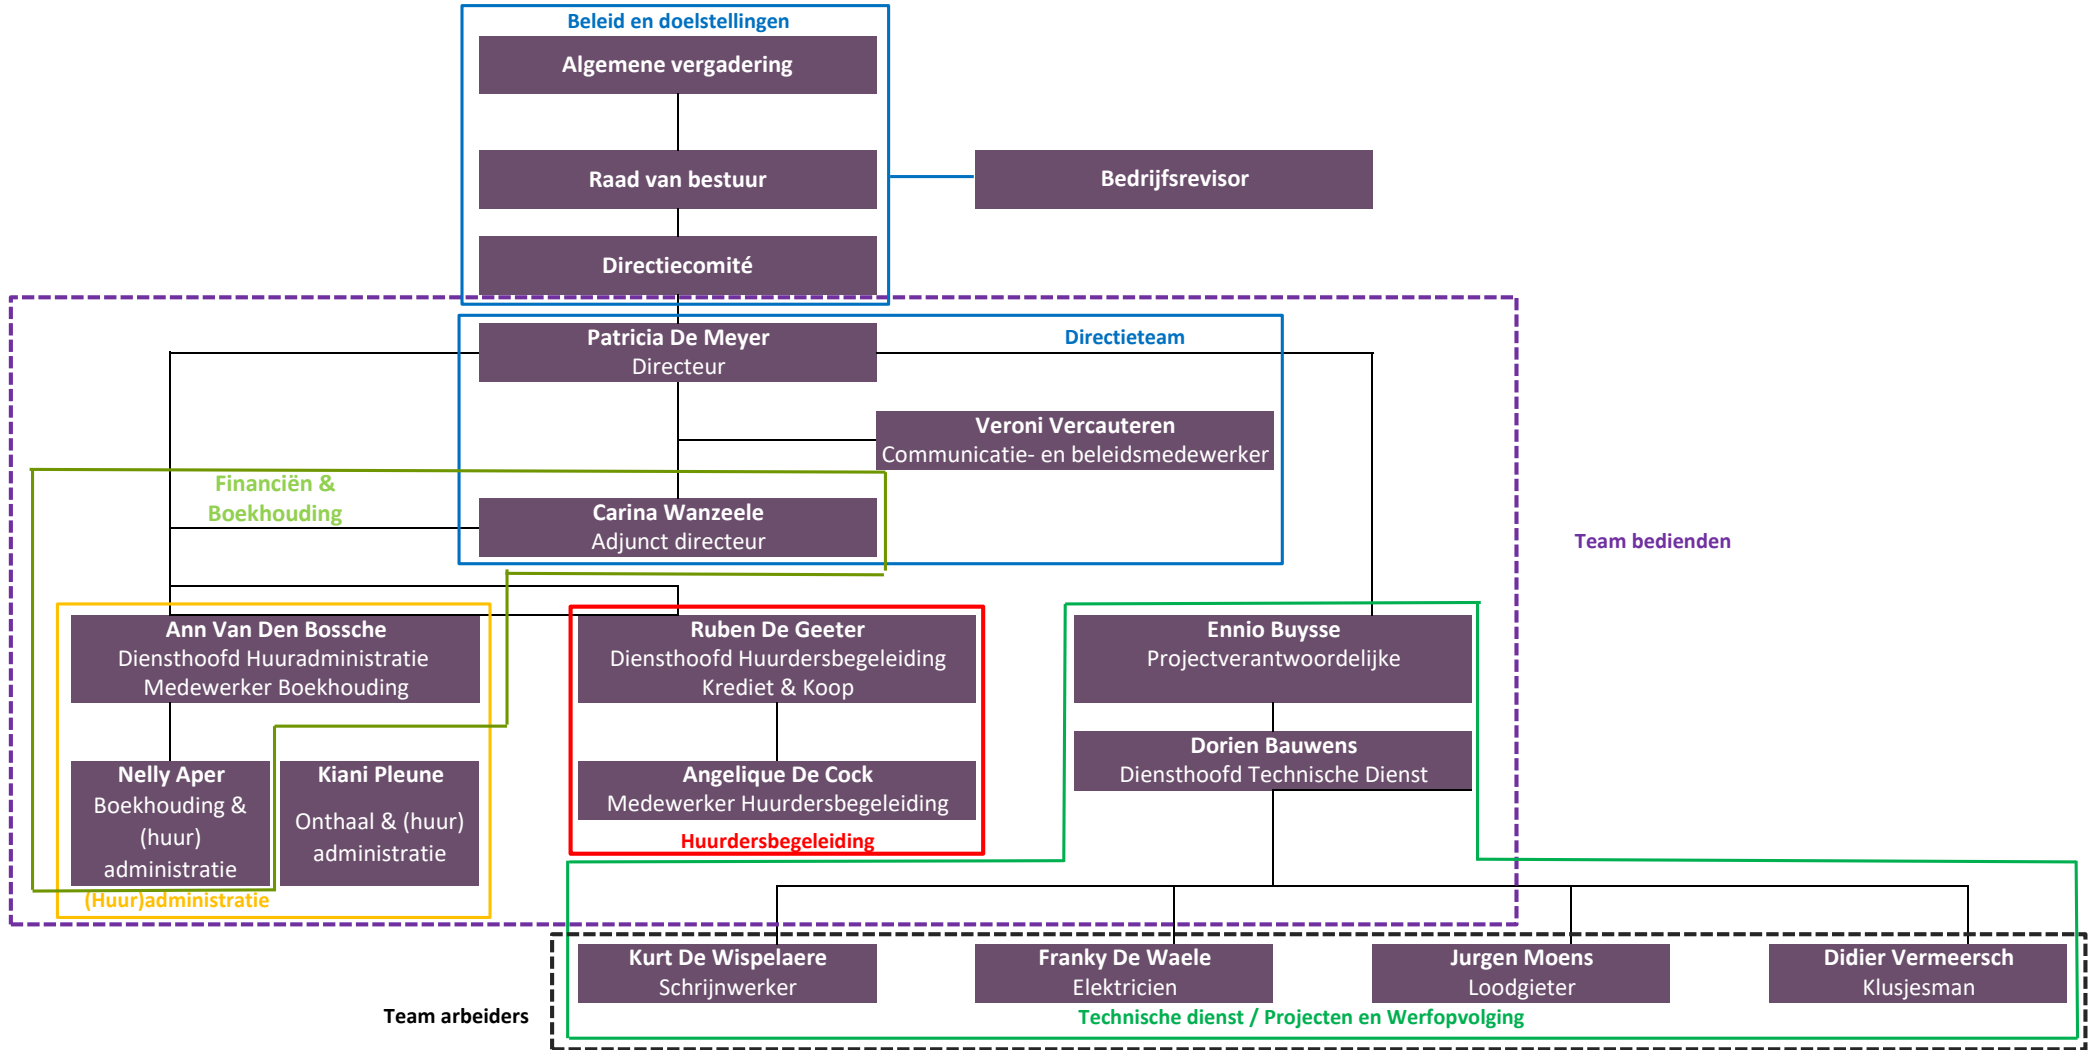 Beleid en doelstellingen
Algemene vergadering
Raad van bestuur
Bedrijfsrevisor
Directiecomité
Patricia De Meyer
Directeur
Directieteam
Veroni Vercauteren
Communicatie- en beleidsmedewerker
Financiën &
Boekhouding
Carina Wanzeele
Adjunct directeur
Team bedienden
Ann Van Den Bossche
Diensthoofd Huuradministratie
Medewerker Boekhouding
Ruben De Geeter
Diensthoofd Huurdersbegeleiding
Krediet & Koop
Ennio Buysse
Projectverantwoordelijke
Dorien Bauwens
Diensthoofd Technische Dienst
Nelly Aper
Boekhouding &
(huur)
administratie
Kiani Pleune
Onthaal & (huur)
administratie
Angelique De Cock
Medewerker Huurdersbegeleiding
Huurdersbegeleiding
(Huur)administratie
Kurt De Wispelaere
Schrijnwerker
Franky De Waele
Elektricien
Jurgen Moens
Loodgieter
Didier Vermeersch
Klusjesman
Team arbeiders
Technische dienst / Projecten en Werfopvolging